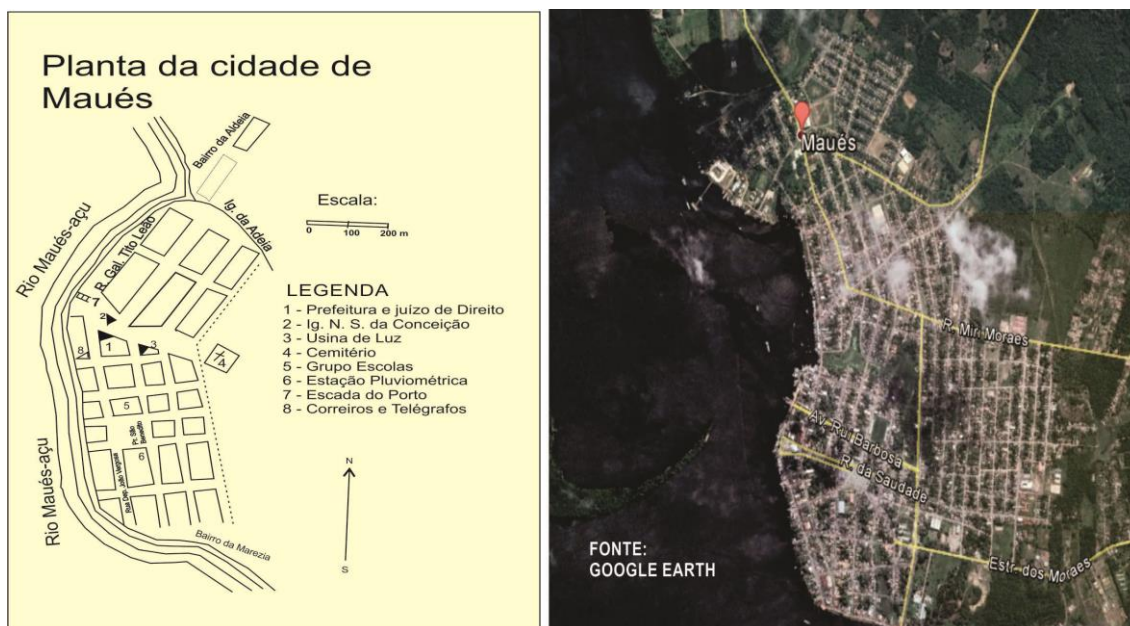 Planta da cidade de
Maués
Bairro da Aldeia
Ig. da Adeia
R. Gal. Tito Leão
Rio Maués-açu
Escala:
0 100 200 m
LEGENDA
1 - Prefeitura e juízo de Direito
2 - Ig. N. S. da Conceição
3 - Usina de Luz
4 - Cemitério
5 - Grupo Escolas
6 - Estação Pluviométrica
7 - Escada do Porto
8 - Correiros e Telégrafos
7
2
1
3
8
4
5
Pç. São
Benedito
6
Rua Dep. João Vergosa
Rio Maués-açu
Bairro da Marezia
N
S
Maués
R. Mir. Moraes
Av. Rui Barbosa
R. da Saudade
Estr. dos Moraes
FONTE:
GOOGLE EARTH